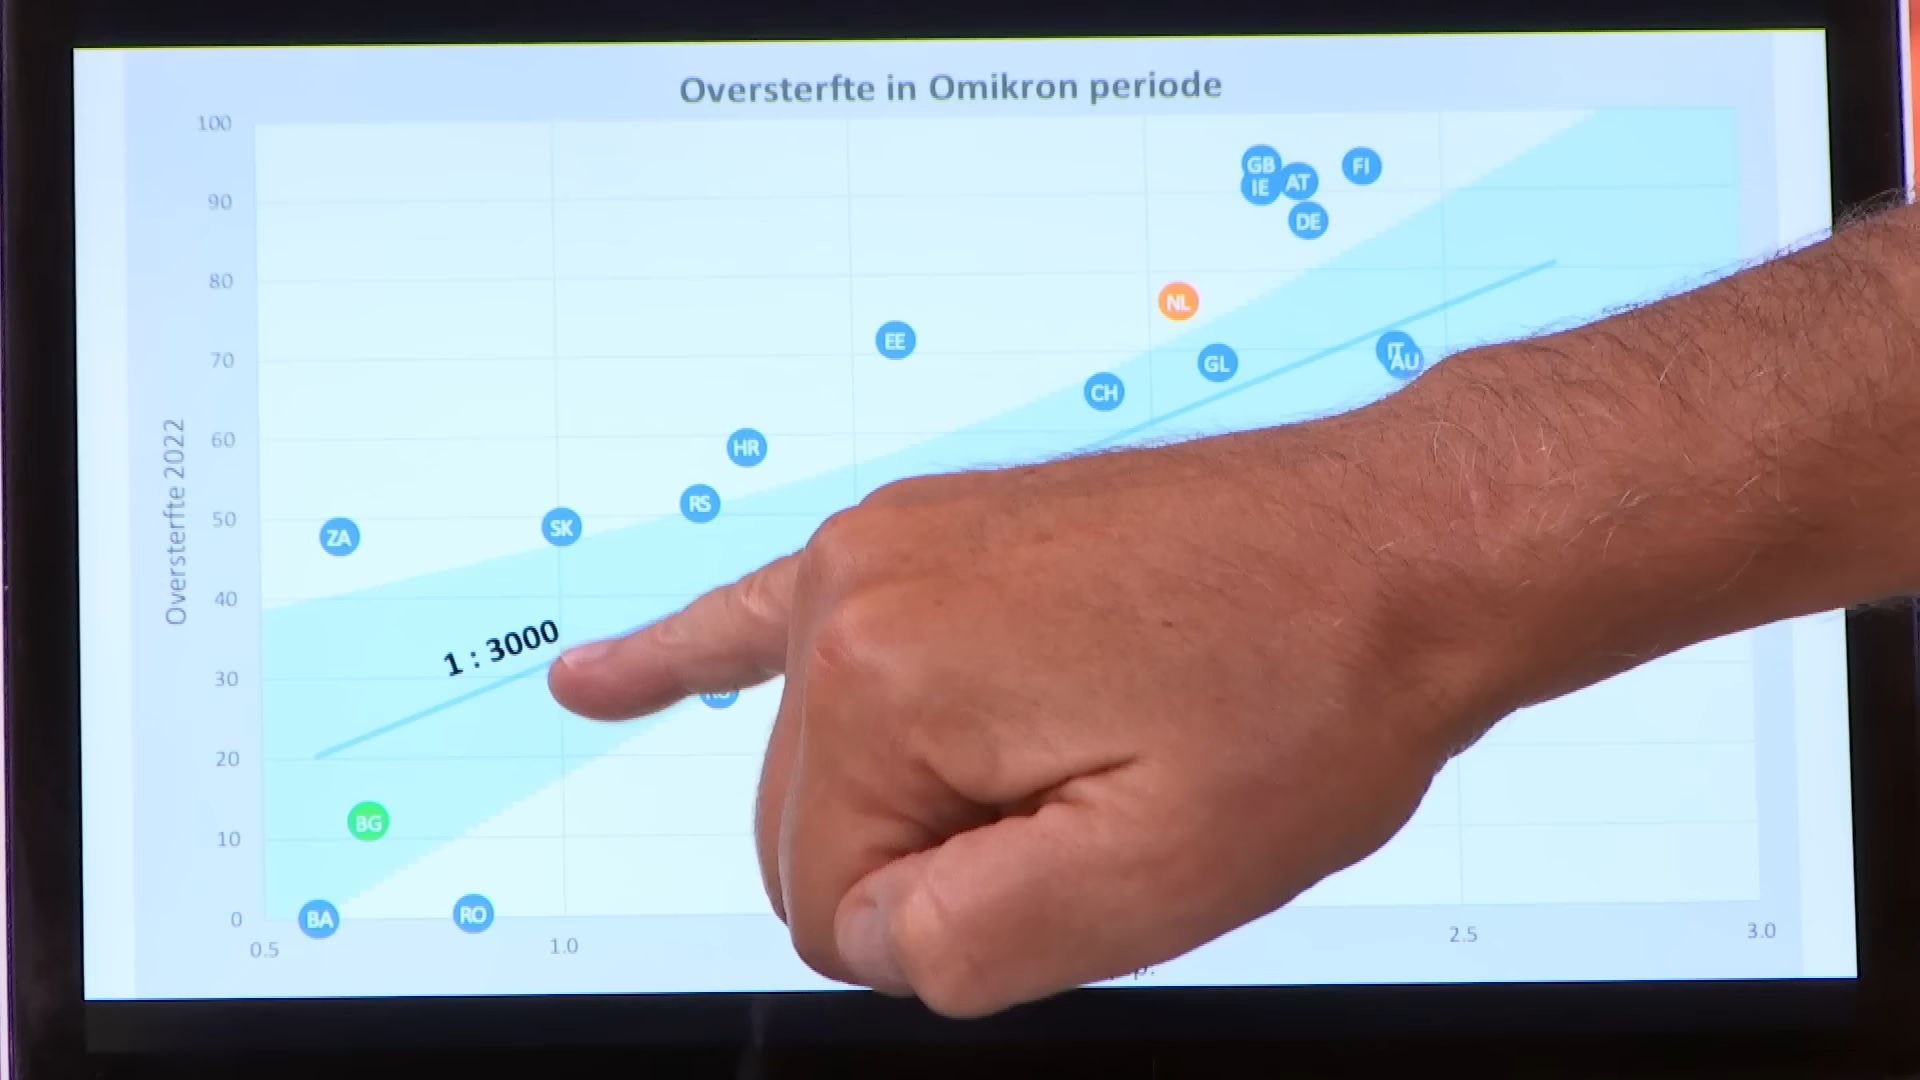 Oversterfte in Omikron periode
100
90
80
70
60
50
40
30
20
10
0
Oversterfte 2022
0.5
1.0
2.5
3.0
GB
FI
IE
AT
DE
NL
EE
GL
IT
AU
CH
HR
RS
SK
ZA
1 : 3000
BG
BA
RO